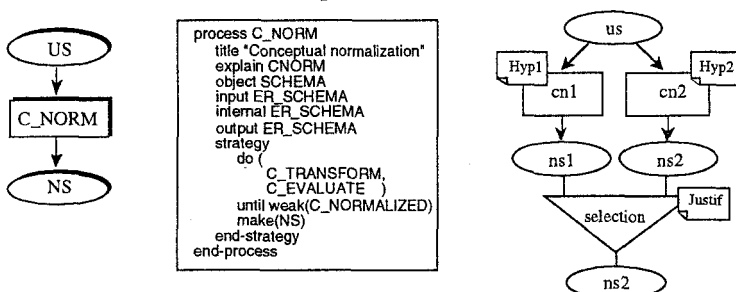 US
C_NORM
NS
process C_NORM
title "Conceptual normalization"
explain CNORM
object SCHEMA
input ER_SCHEMA
internal ER_SCHEMA
output ER_SCHEMA
strategy
do (
C_TRANSFORM,
C_EVALUATE )
until weak(C_NORMALIZED)
make(NS)
end-strategy
end-process
us
Hyp1
Hyp2
cn1
cn2
ns1
ns2
selection
Justif
ns2